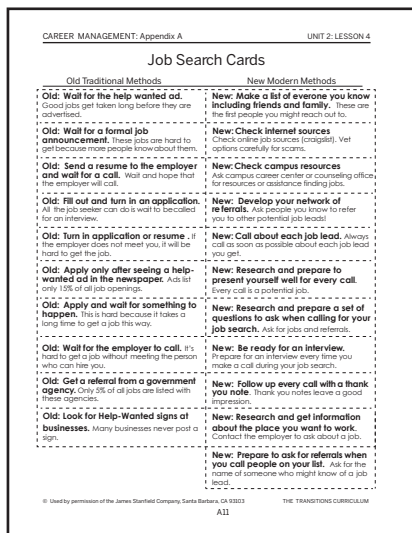 CAREER MANAGEMENT: Appendix A
UNIT 2: LESSON 4
Job Search Cards
Old Traditional Methods
New Modern Methods
Old: Wait for the help wanted ad.
Good jobs get taken long before they are
advertised.
Old: Wait for a formal job
announcement. These jobs are hard to
get because more people know about them.
Old: Send a resume to the employer
and wait for a call. Wait and hope that
the employer will call.
Old: Fill out and turn in an application.
All the job seeker can do is wait to be called
for an interview.
Old: Turn in application or resume . If
the employer does not meet you, it will be
hard to get the job.
Old: Apply only after seeing a help-
wanted ad in the newspaper. Ads list
only 15% of all job openings.
Old: Apply and wait for something to
happen. This is hard because it takes a
long time to get a job this way.
Old: Wait for the employer to call. It's
hard to get a job without meeting the person
who can hire you.
Old: Get a referral from a government
agency. Only 5% of all jobs are listed with
these agencies.
Old: Look for Help-Wanted signs at
businesses. Many businesses never post a
sign.
New: Make a list of everone you know
including friends and family. These are
the first people you might reach out to.
New: Check internet sources
Check online job sources (craigslist). Vet
options carefully for scams.
New: Check campus resources
Ask campus career center or counseling office
for resources or assistance finding jobs.
New: Develop your network of
referrals. Ask people you know to refer
you to other potential job leads!
New: Call about each job lead. Always
call as soon as possible about each job lead
you get.
New: Research and prepare to
present yourself well for every call.
Every call is a potential job.
New: Research and prepare a set of
questions to ask when calling for your
job search. Ask for jobs and referrals.
New: Be ready for an interview.
Prepare for an interview every time you
make a call during your job search.
New: Follow up every call with a thank
you note. Thank you notes leave a good
impression.
New: Research and get information
about the place you want to work.
Contact the employer to ask about a job.
New: Prepare to ask for referrals when
you call people on your list. Ask for the
name of someone who might know of a job
lead.
© Used by permission of the James Stanfield Company, Santa Barbara, CA 93103
THE TRANSITIONS CURRICULUM
A11